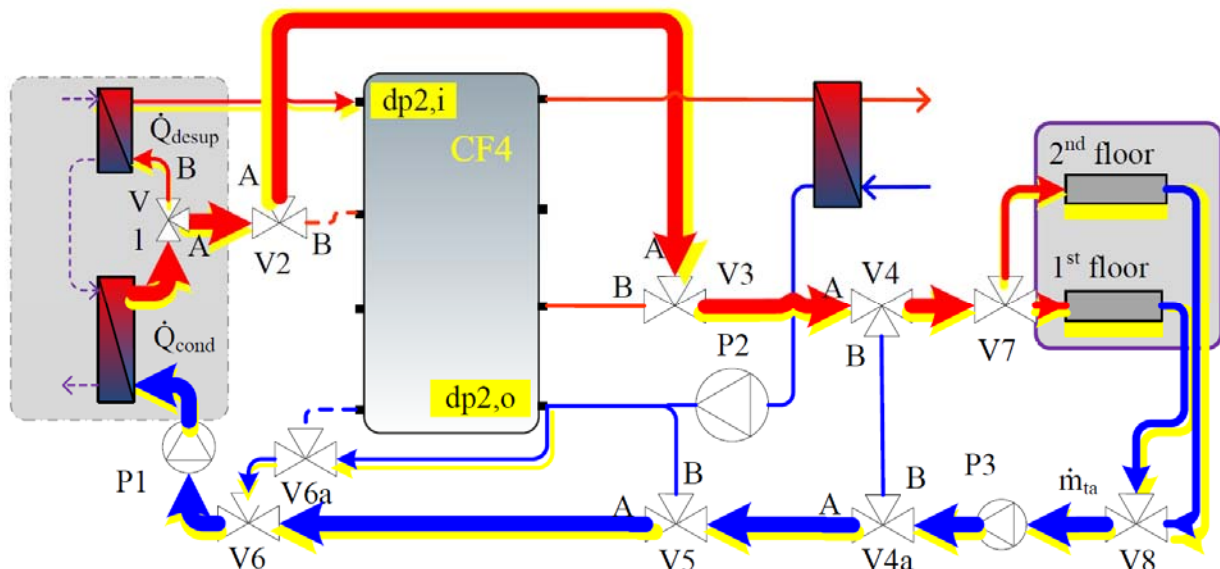 dp2,i
CF4
Q̇desup
B
V
1
A
A
B
V2
Q̇cond
A
V3
B
P2
A
V4
B
2nd floor
1st floor
V7
dp2,o
P1
V6a
V6
B
A
V5
B
A
V4a
P3
ṁta
V8